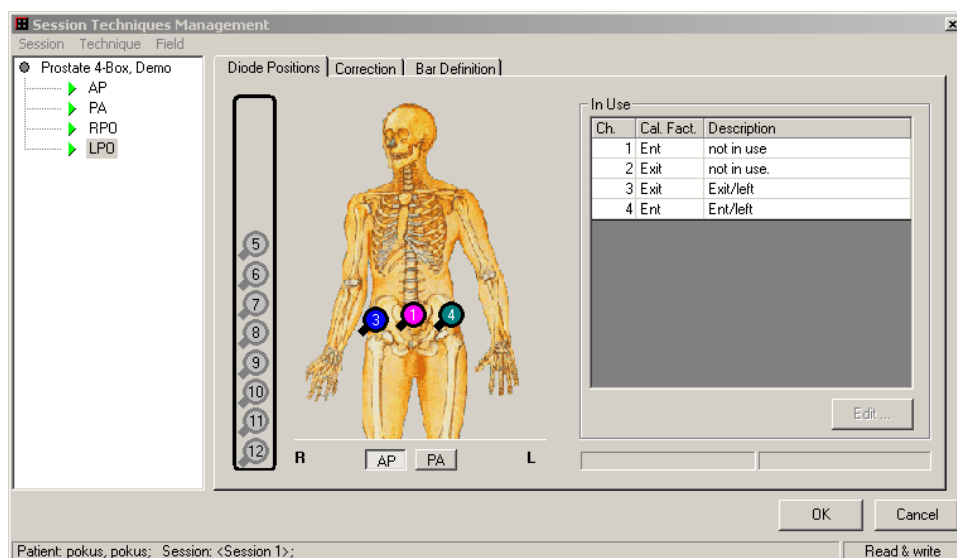 Session Techniques Management
Session Technique Field
Prostate 4-Box, Demo
AP
PA
RPO
LPO
Diode Positions Correction Bar Definition
In Use
Ch. Cal. Fact. Description
1 Ent not in use
2 Exit not in use.
3 Exit Exit/left
4 Ent Ent/left
5
6
7
8
9
10
11
12
3 1 4
R AP PA L
Edit ...
OK Cancel
Patient: pokus, pokus; Session: <Session 1>; Read & write